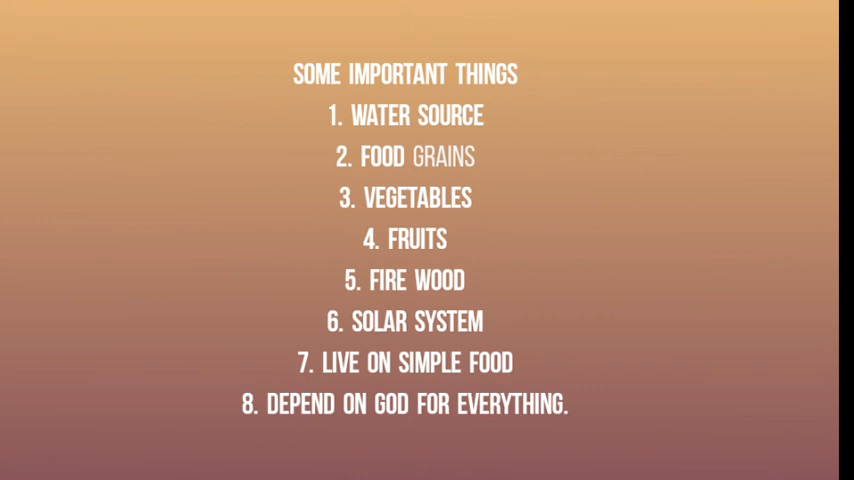 SOME IMPORTANT THINGS
1. WATER SOURCE
2. FOOD GRAINS
3. VEGETABLES
4. FRUITS
5. FIRE WOOD
6. SOLAR SYSTEM
7. LIVE ON SIMPLE FOOD
8. DEPEND ON GOD FOR EVERYTHING.